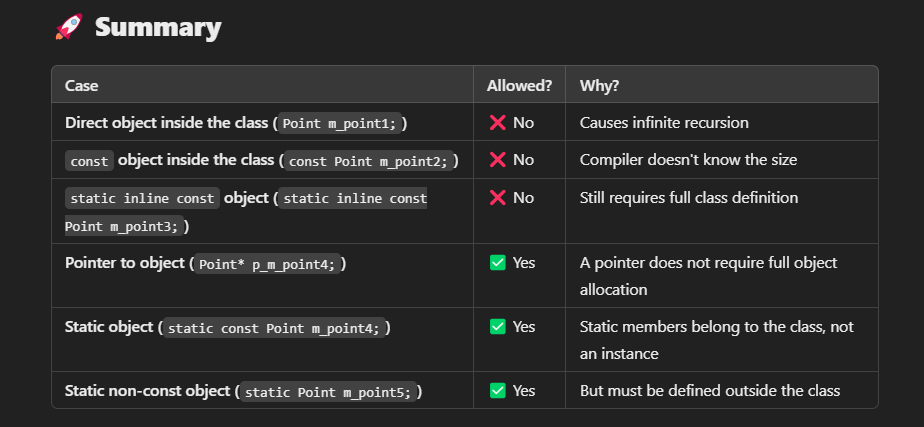 🚀 Summary
Case Allowed? Why?
Direct object inside the class (Point m_point1;) ❌ No Causes infinite recursion
const object inside the class (const Point m_point2;) ❌ No Compiler doesn't know the size
static inline const object (static inline const ❌ No Still requires full class definition
Point m_point3;)
Pointer to object (Point* p_m_point4;) ✅ Yes A pointer does not require full object
allocation
Static object (static const Point m_point4;) ✅ Yes Static members belong to the class, not
an instance
Static non-const object (static Point m_point5;) ✅ Yes But must be defined outside the class